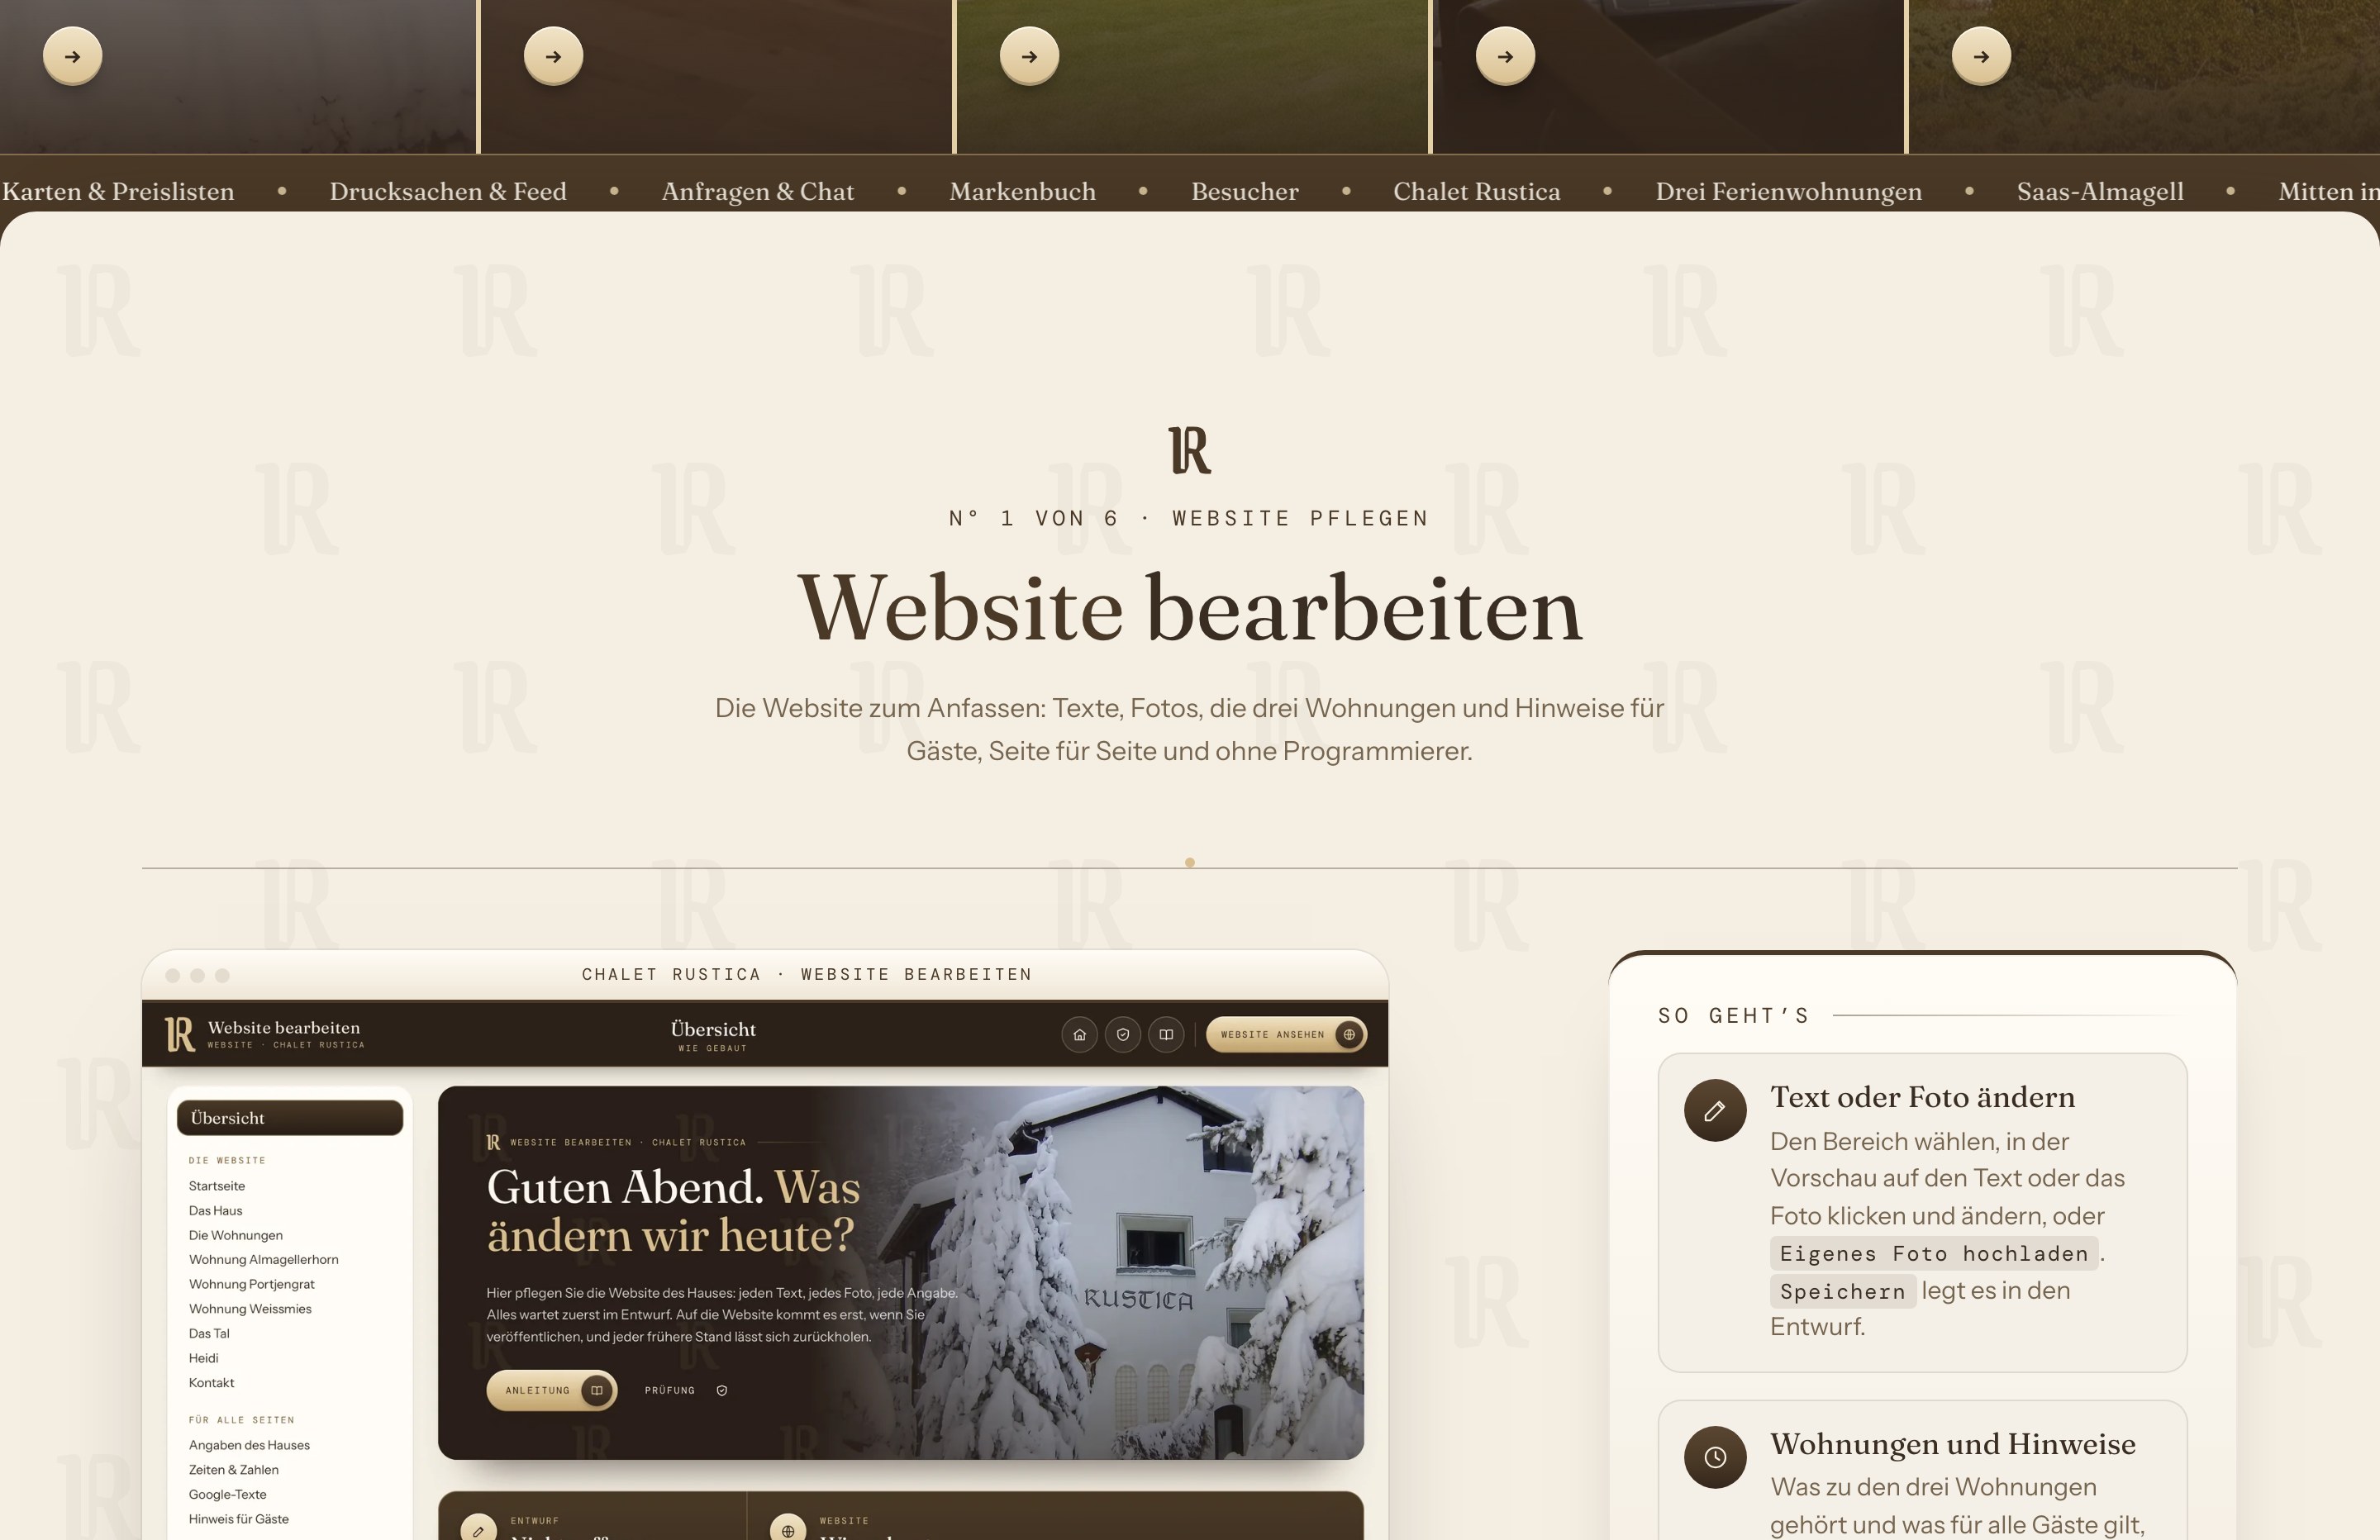 Karten & Preislisten • Drucksachen & Feed • Anfragen & Chat • Markenbuch • Besucher • Chalet Rustica • Drei Ferienwohnungen • Saas-Almagell • Mitten in
N° 1 VON 6 · WEBSITE PFLEGEN
Website bearbeiten
Die Website zum Anfassen: Texte, Fotos, die drei Wohnungen und Hinweise für
Gäste, Seite für Seite und ohne Programmierer.
CHALET RUSTICA · WEBSITE BEARBEITEN
Website bearbeiten
WEBSITE · CHALET RUSTICA
Übersicht
WIE GEBAUT
WEBSITE ANSEHEN
Übersicht
DIE WEBSITE
Startseite
Das Haus
Die Wohnungen
Wohnung Almagellerhorn
Wohnung Portjengrat
Wohnung Weissmies
Das Tal
Heidi
Kontakt
FÜR ALLE SEITEN
Angaben des Hauses
Zeiten & Zahlen
Google-Texte
Hinweis für Gäste
WEBSITE BEARBEITEN · CHALET RUSTICA
Guten Abend. Was
ändern wir heute?
Hier pflegen Sie die Website des Hauses: jeden Text, jedes Foto, jede Angabe.
Alles wartet zuerst im Entwurf. Auf die Website kommt es erst, wenn Sie
veröffentlichen, und jeder frühere Stand lässt sich zurückholen.
ANLEITUNG
PRÜFUNG
RUSTICA
ENTWURF
WEBSITE
SO GEHT'S
Text oder Foto ändern
Den Bereich wählen, in der
Vorschau auf den Text oder das
Foto klicken und ändern, oder
Eigenes Foto hochladen.
Speichern legt es in den
Entwurf.
Wohnungen und Hinweise
Was zu den drei Wohnungen
gehört und was für alle Gäste gilt,